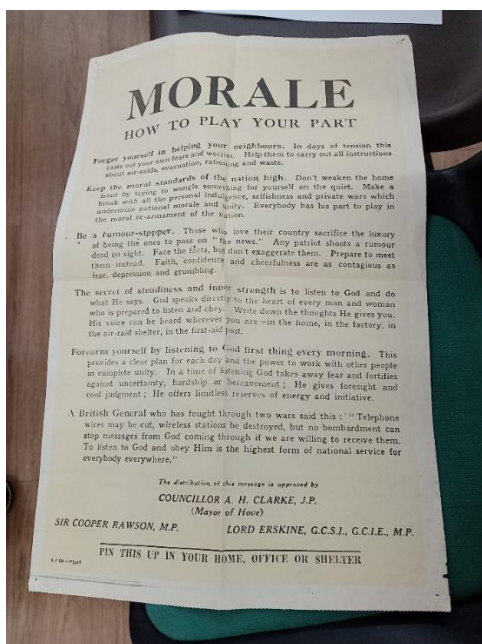 MORALE
HOW TO PLAY YOUR PART
Forget yourself in helping your neighbours. In days of tension this
casts out your own fears and worries. Help them to carry out all instructions
about air-raids, evacuation, rationing and waste.
Keep the moral standards of the nation high. Don't weaken the home
front by trying to wangle something for yourself on the quiet. Make a
break with all the personal indulgence, selfishness and private wars which
undermine national morale and unity. Everybody has his part to play in
the moral re-armament of the nation.
Be a rumour-stopper. Those who love their country sacrifice the luxury
of being the ones to pass on "the news." Any patriot shoots a rumour
dead on sight. Face the facts, but don't exaggerate them. Prepare to meet
them instead. Faith, confidence and cheerfulness are as contagious as
fear, depression and grumbling.
The secret of steadiness and inner strength is to listen to God and do
what He says. God speaks directly to the heart of every man and woman
who is prepared to listen and obey. Write down the thoughts He gives you.
His voice can be heard wherever you are—in the home, in the factory, in
the air-raid shelter, in the first-aid post.
Forearm yourself by listening to God first thing every morning. This
provides a clear plan for each day and the power to work with other people
in complete unity. In a time of listening God takes away fear and fortifies
against uncertainty, hardship or bereavement; He gives foresight and
cool judgment; He offers limitless reserves of energy and initiative.
A British General who has fought through two wars said this: "Telephone
wires may be cut, wireless stations be destroyed, but no bombardment can
stop messages from God coming through if we are willing to receive them.
To listen to God and obey Him is the highest form of national service for
everybody everywhere."
The distribution of this message is approved by
COUNCILLOR A. H. CLARKE, J.P.
(Mayor of Hove)
SIR COOPER RAWSON, M.P. LORD ERSKINE, G.C.S.I., G.C.I.E., M.P.
PIN THIS UP IN YOUR HOME, OFFICE OR SHELTER